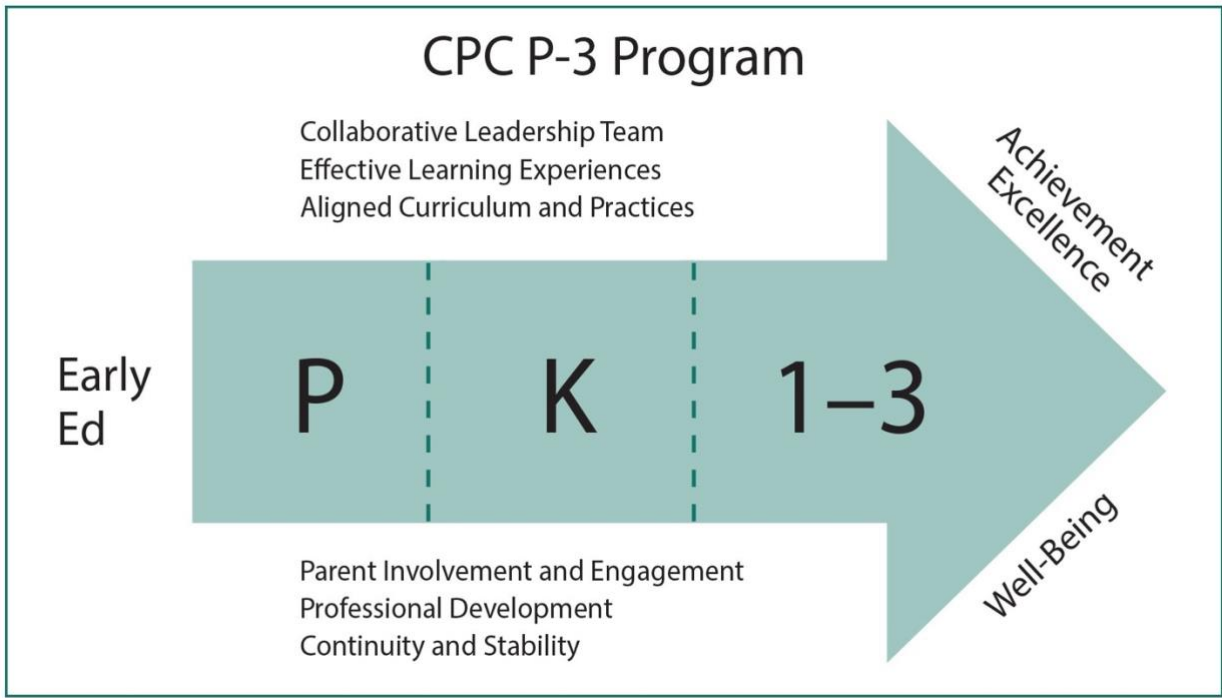 CPC P-3 Program
Collaborative Leadership Team
Effective Learning Experiences
Aligned Curriculum and Practices
Achievement
Excellence
Early
Ed
P
K
1–3
Parent Involvement and Engagement
Professional Development
Continuity and Stability
Well-Being